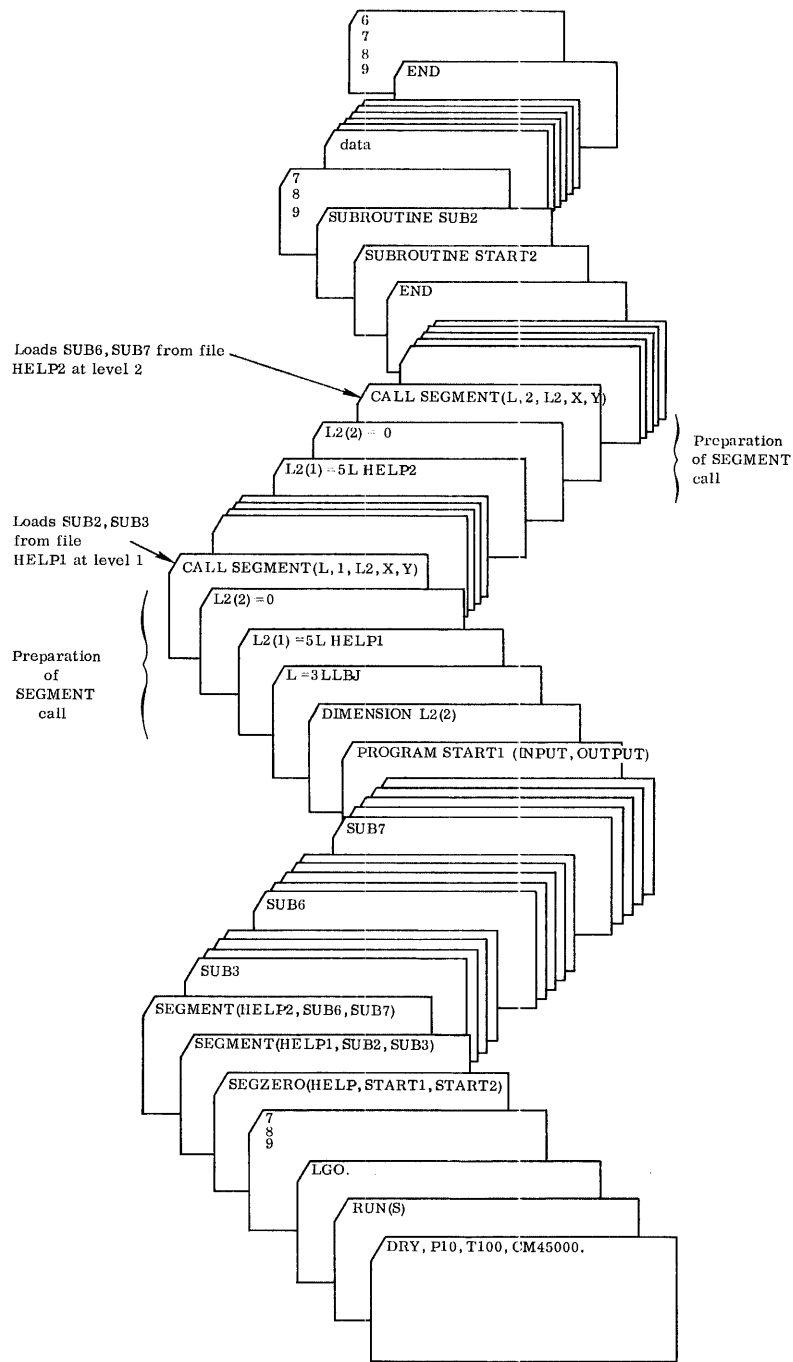 6
7
8
9
END
data
7
8
9
SUBROUTINE SUB2
SUBROUTINE START2
END
Loads SUB6, SUB7 from file
HELP2 at level 2
CALL SEGMENT(L, 2, L2, X, Y)
L2(2) = 0
Preparation
of SEGMENT
call
L2(1) = 5L HELP2
Loads SUB2, SUB3
from file
HELP1 at level 1
CALL SEGMENT(L, 1, L2, X, Y)
L2(2) = 0
Preparation
of
SEGMENT
call
L2(1) = 5L HELP1
L = 3LLBJ
DIMENSION L2(2)
PROGRAM START1 (INPUT, OUTPUT)
SUB7
SUB6
SUB3
SEGMENT(HELP2, SUB6, SUB7)
SEGMENT(HELP1, SUB2, SUB3)
SEGZERO(HELP, START1, START2)
7
8
9
LGO.
RUN(S)
DRY, P10, T100, CM45000.